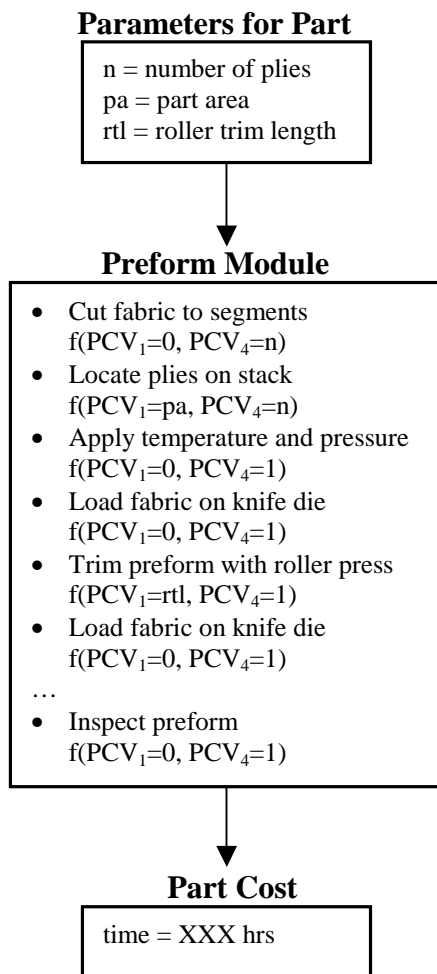 Parameters for Part
n = number of plies
pa = part area
rtl = roller trim length
Preform Module
• Cut fabric to segments
f(PCV₁=0, PCV₄=n)
• Locate plies on stack
f(PCV₁=pa, PCV₄=n)
• Apply temperature and pressure
f(PCV₁=0, PCV₄=1)
• Load fabric on knife die
f(PCV₁=0, PCV₄=1)
• Trim preform with roller press
f(PCV₁=rtl, PCV₄=1)
• Load fabric on knife die
f(PCV₁=0, PCV₄=1)
…
• Inspect preform
f(PCV₁=0, PCV₄=1)
Part Cost
time = XXX hrs